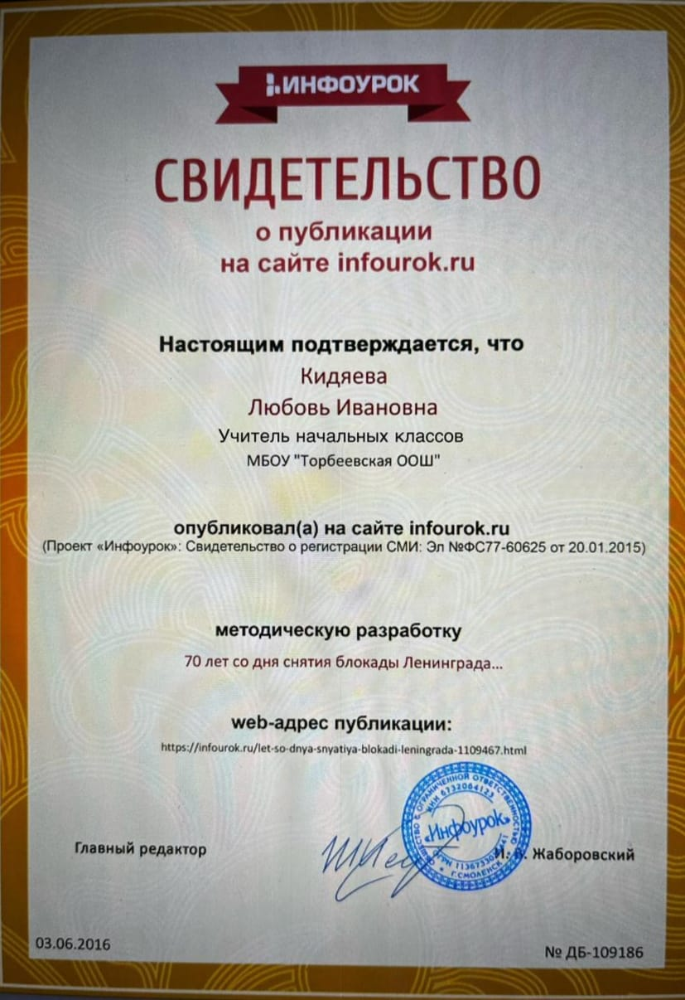 ИНФОУРОК
СВИДЕТЕЛЬСТВО
о публикации
на сайте infourok.ru
Настоящим подтверждается, что
Кидяева
Любовь Ивановна
Учитель начальных классов
МБОУ "Торбеевская ООШ"
опубликовал(а) на сайте infourok.ru
(Проект «Инфоурок»: Свидетельство о регистрации СМИ: Эл №ФС77-60625 от 20.01.2015)
методическую разработку
70 лет со дня снятия блокады Ленинграда...
web-адрес публикации:
https://infourok.ru/let-so-dnya-snyatiya-blokadi-leningrada-1109467.html
ОБЩЕСТВО С ОГРАНИЧЕННОЙ ОТВЕТСТВЕННОСТЬЮ
ИНН 6732064123
«Инфоурок»
ОГРН
Г.СМОЛЕНСК
Главный редактор
И. В. Жаборовский
03.06.2016
№ ДБ-109186